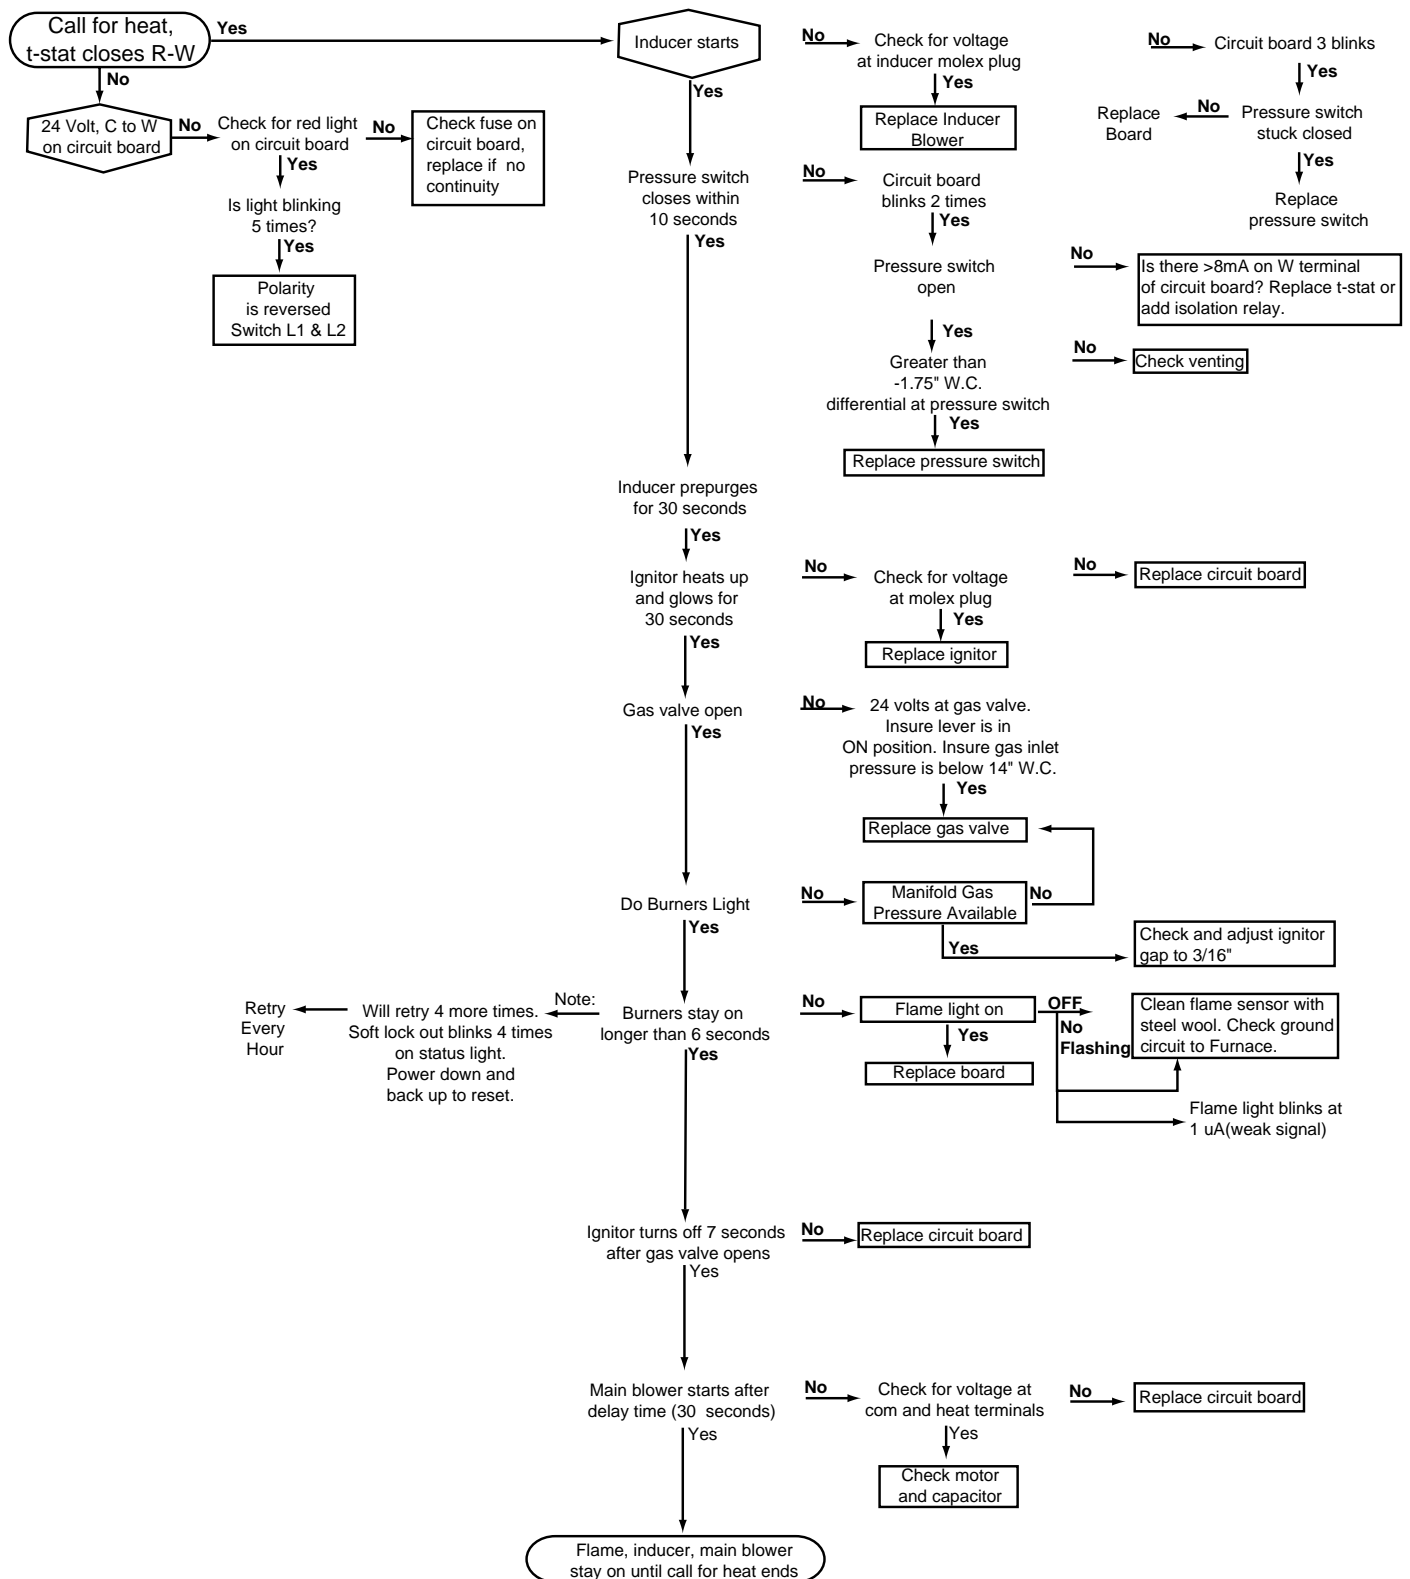 Call for heat,
t-stat closes R-W
Yes
No
24 Volt, C to W
on circuit board
No
Check for red light
on circuit board
No
Check fuse on
circuit board,
replace if no
continuity
Yes
Is light blinking
5 times?
Yes
Polarity
is reversed
Switch L1 & L2
Inducer starts
No
Check for voltage
at inducer molex plug
Yes
Replace Inducer
Blower
No
Circuit board 3 blinks
Yes
Pressure switch
stuck closed
No
Replace
Board
Yes
Replace
pressure switch
Yes
Pressure switch
closes within
10 seconds
No
Circuit board
blinks 2 times
Yes
Pressure switch
open
No
Is there >8mA on W terminal
of circuit board? Replace t-stat or
add isolation relay.
Yes
Greater than
-1.75" W.C.
differential at pressure switch
No
Check venting
Yes
Replace pressure switch
Yes
Inducer prepurges
for 30 seconds
Yes
Ignitor heats up
and glows for
30 seconds
No
Check for voltage
at molex plug
No
Replace circuit board
Yes
Replace ignitor
Yes
Gas valve open
No
24 volts at gas valve.
Insure lever is in
ON position. Insure gas inlet
pressure is below 14" W.C.
Yes
Replace gas valve
Yes
Do Burners Light
No
Manifold Gas
Pressure Available
No
Yes
Check and adjust ignitor
gap to 3/16"
Yes
Burners stay on
longer than 6 seconds
Note:
Will retry 4 more times.
Soft lock out blinks 4 times
on status light.
Power down and
back up to reset.
Retry
Every
Hour
No
Flame light on
Yes
Replace board
OFF
No
Flashing
Clean flame sensor with
steel wool. Check ground
circuit to Furnace.
Flame light blinks at
1 uA(weak signal)
Yes
Ignitor turns off 7 seconds
after gas valve opens
No
Replace circuit board
Yes
Main blower starts after
delay time (30 seconds)
No
Check for voltage at
com and heat terminals
No
Replace circuit board
Yes
Check motor
and capacitor
Yes
Flame, inducer, main blower
stay on until call for heat ends